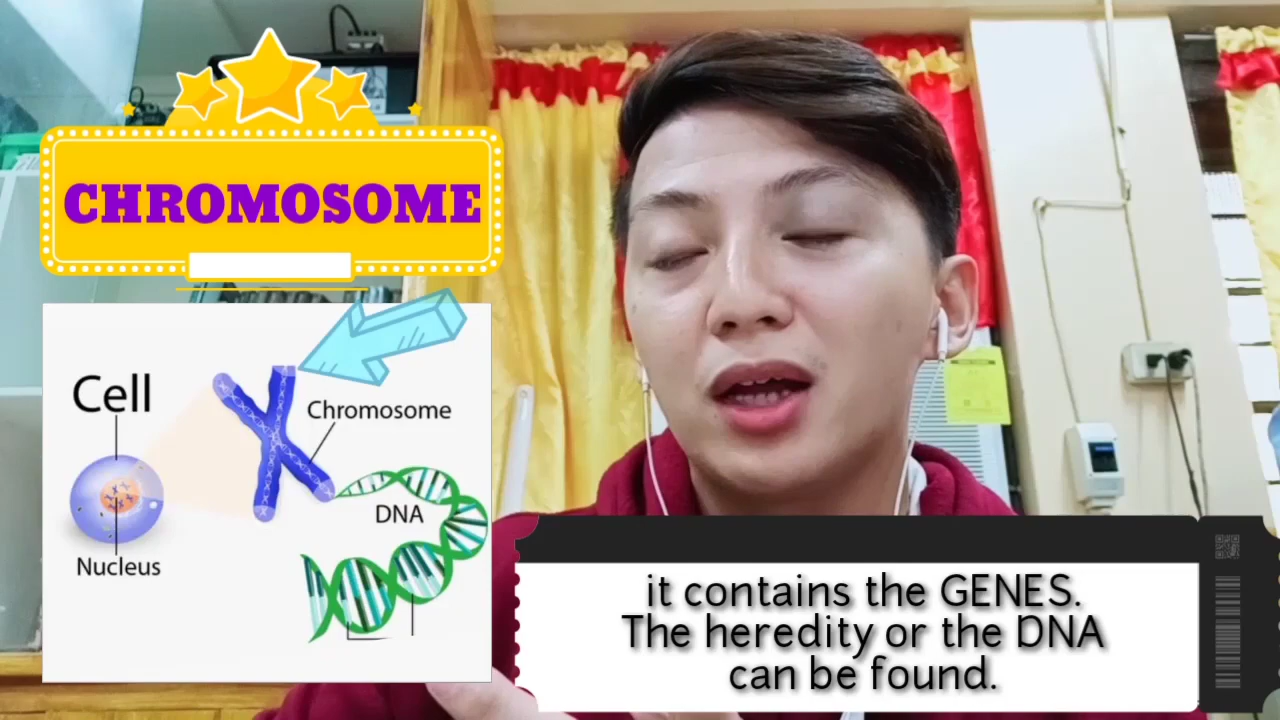 CHROMOSOME
Cell
Chromosome
DNA
Nucleus
it contains the GENES.
The heredity or the DNA
can be found.